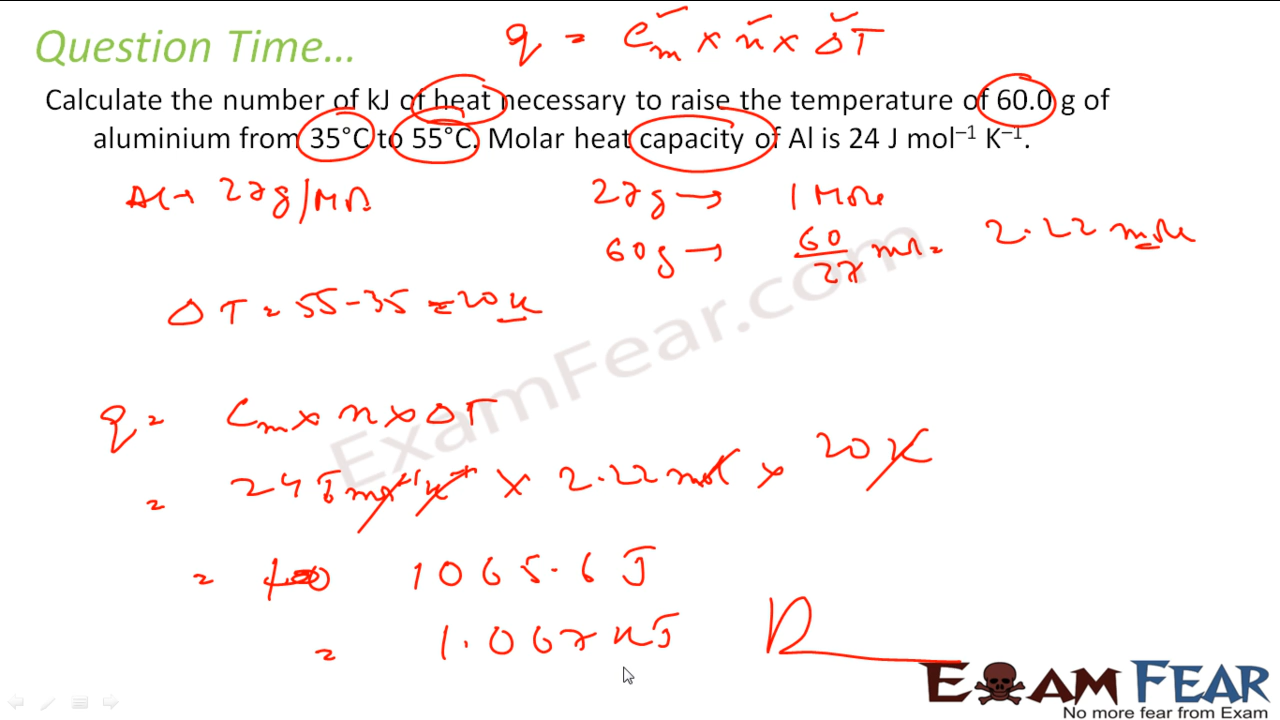 Question Time...
q = Cm × n × ΔT
Calculate the number of kJ of heat necessary to raise the temperature of 60.0 g of
aluminium from 35°C to 55°C. Molar heat capacity of Al is 24 J mol⁻¹ K⁻¹.
Al → 27g/Mol
27g → 1 Mole
60g → 60/27 mol = 2.22 mole
ΔT = 55-35 = 20K
ExamFear.com
q = Cm × n × ΔT
= 24 J mol⁻¹ K⁻¹ × 2.22 mol × 20 K
= 1065.6 J
= 1.067 kJ
EXAM FEAR
No more fear from Exam